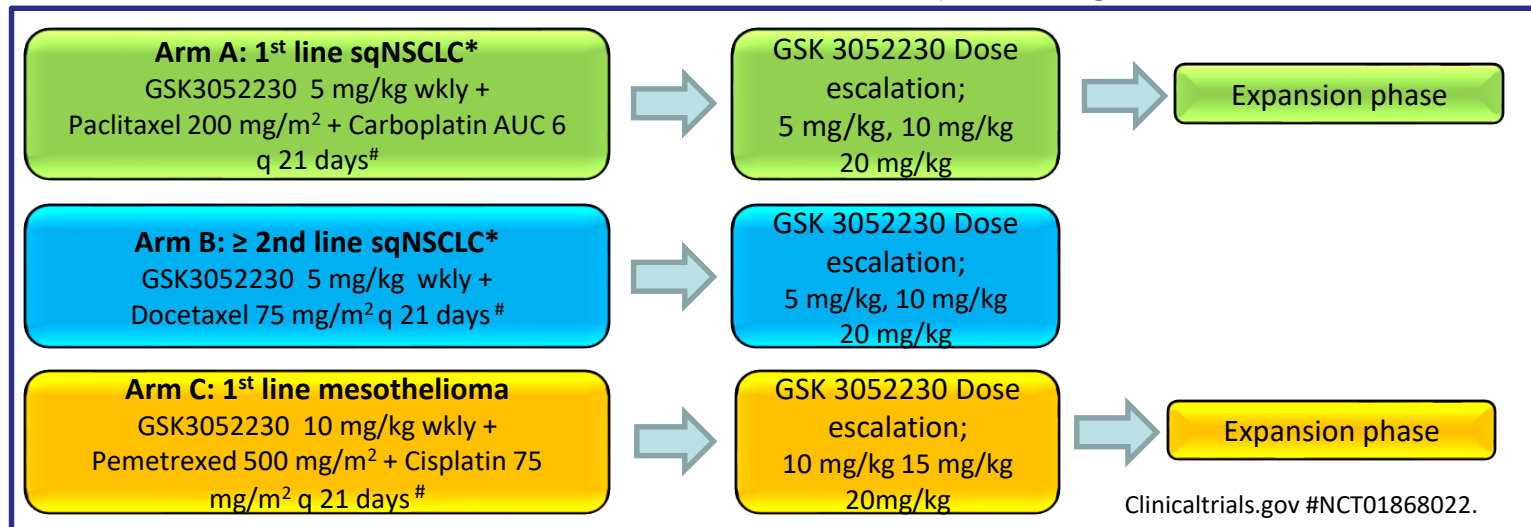 Arm A: 1st line sqNSCLC*
GSK3052230 5 mg/kg wkly +
Paclitaxel 200 mg/m2 + Carboplatin AUC 6
q 21 days#
GSK 3052230 Dose
escalation;
5 mg/kg, 10 mg/kg
20 mg/kg
Expansion phase
Arm B: ≥ 2nd line sqNSCLC*
GSK3052230 5 mg/kg wkly +
Docetaxel 75 mg/m2 q 21 days #
GSK 3052230 Dose
escalation;
5 mg/kg, 10 mg/kg
20 mg/kg
Arm C: 1st line mesothelioma
GSK3052230 10 mg/kg wkly +
Pemetrexed 500 mg/m2 + Cisplatin 75
mg/m2 q 21 days #
GSK 3052230 Dose
escalation;
10 mg/kg 15 mg/kg
20mg/kg
Expansion phase
Clinicaltrials.gov #NCT01868022.